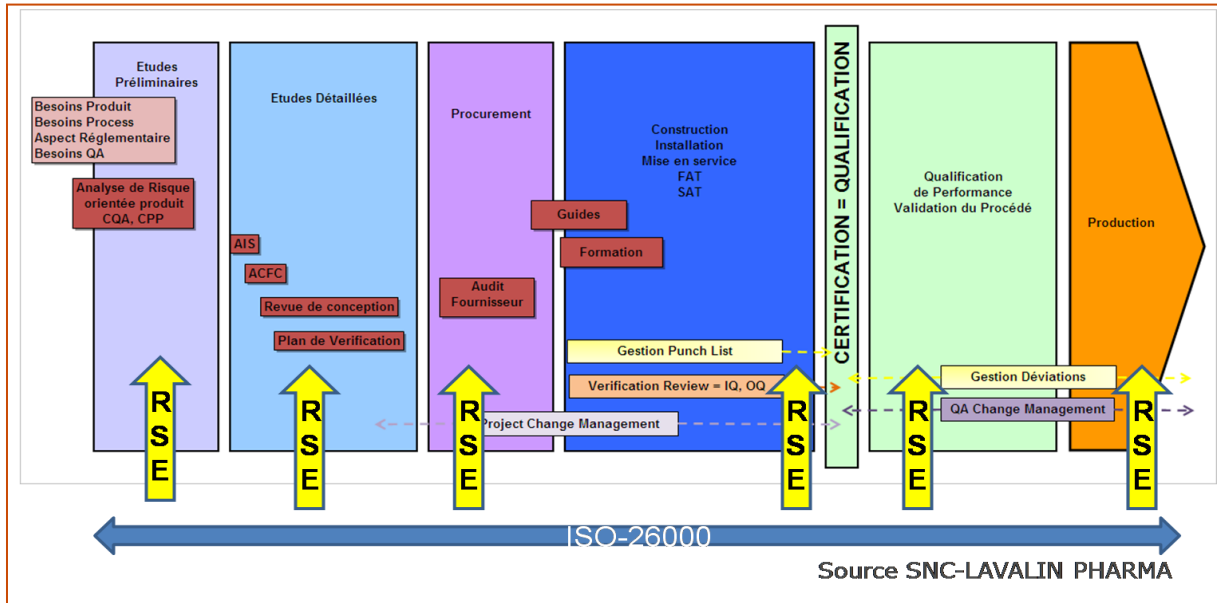 Etudes
Préliminaires
Besoins Produit
Besoins Process
Aspect Réglementaire
Besoins QA
Analyse de Risque
orientée produit
CQA, CPP
Etudes Détaillées
AIS
ACFC
Revue de conception
Plan de Verification
Procurement
Guides
Formation
Audit
Fournisseur
Construction
Installation
Mise en service
FAT
SAT
Gestion Punch List
Verification Review = IQ, OQ
Project Change Management
CERTIFICATION = QUALIFICATION
Qualification
de Performance
Validation du Procédé
Production
Gestion Déviations
QA Change Management
RSE
RSE
RSE
RSE
RSE
RSE
ISO-26000
Source SNC-LAVALIN PHARMA